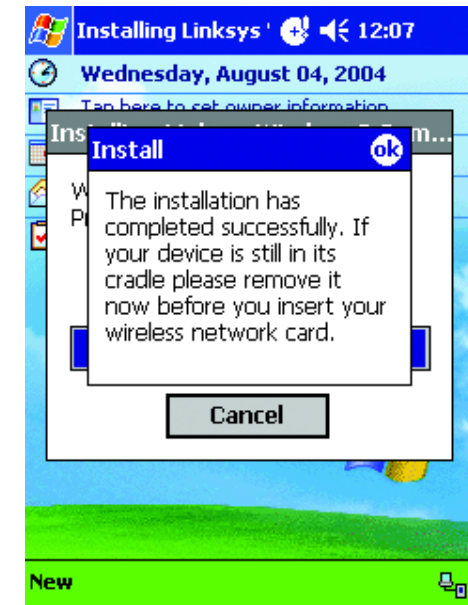 Installing Linksys ' 12:07
Wednesday, August 04, 2004
Tap here to set owner information
Install
ok
The installation has
completed successfully. If
your device is still in its
cradle please remove it
now before you insert your
wireless network card.
Cancel
New